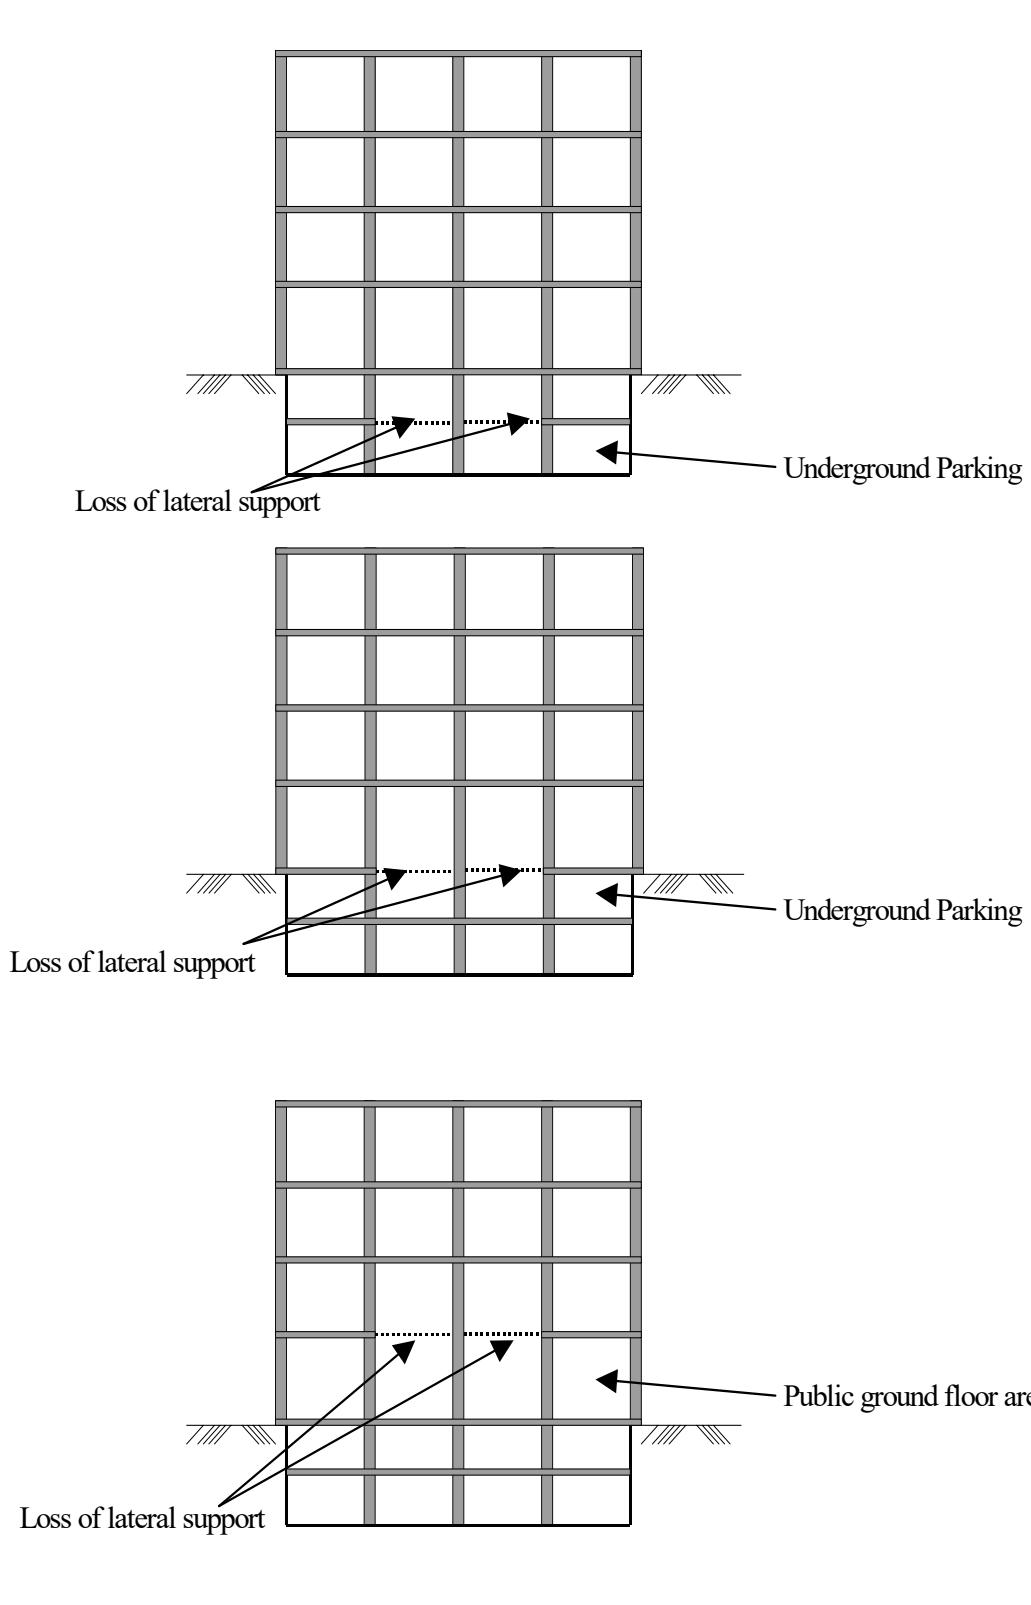 Underground Parking
Loss of lateral support
Underground Parking
Loss of lateral support
Public ground floor are
Loss of lateral support